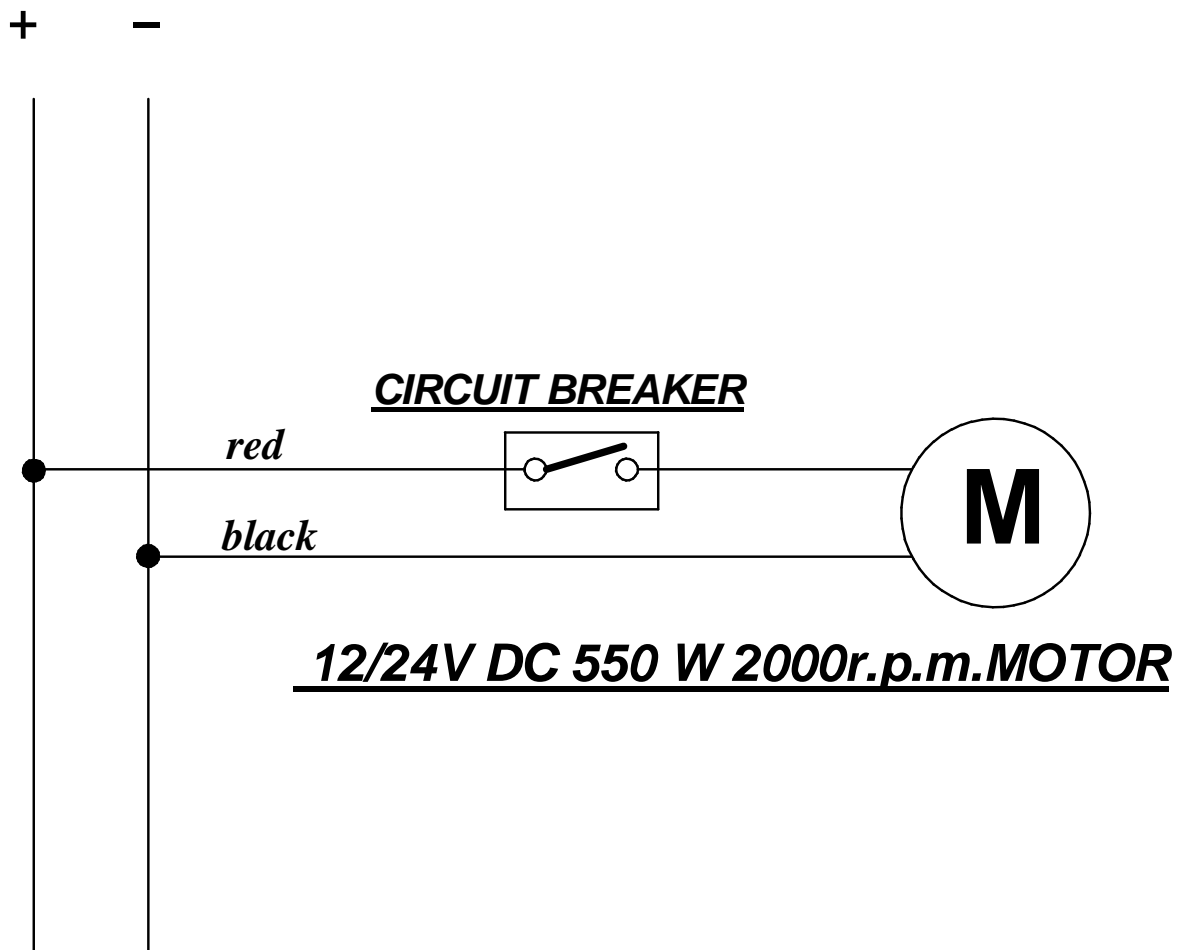 + −
CIRCUIT BREAKER
red
black
M
12/24V DC 550 W 2000r.p.m.MOTOR